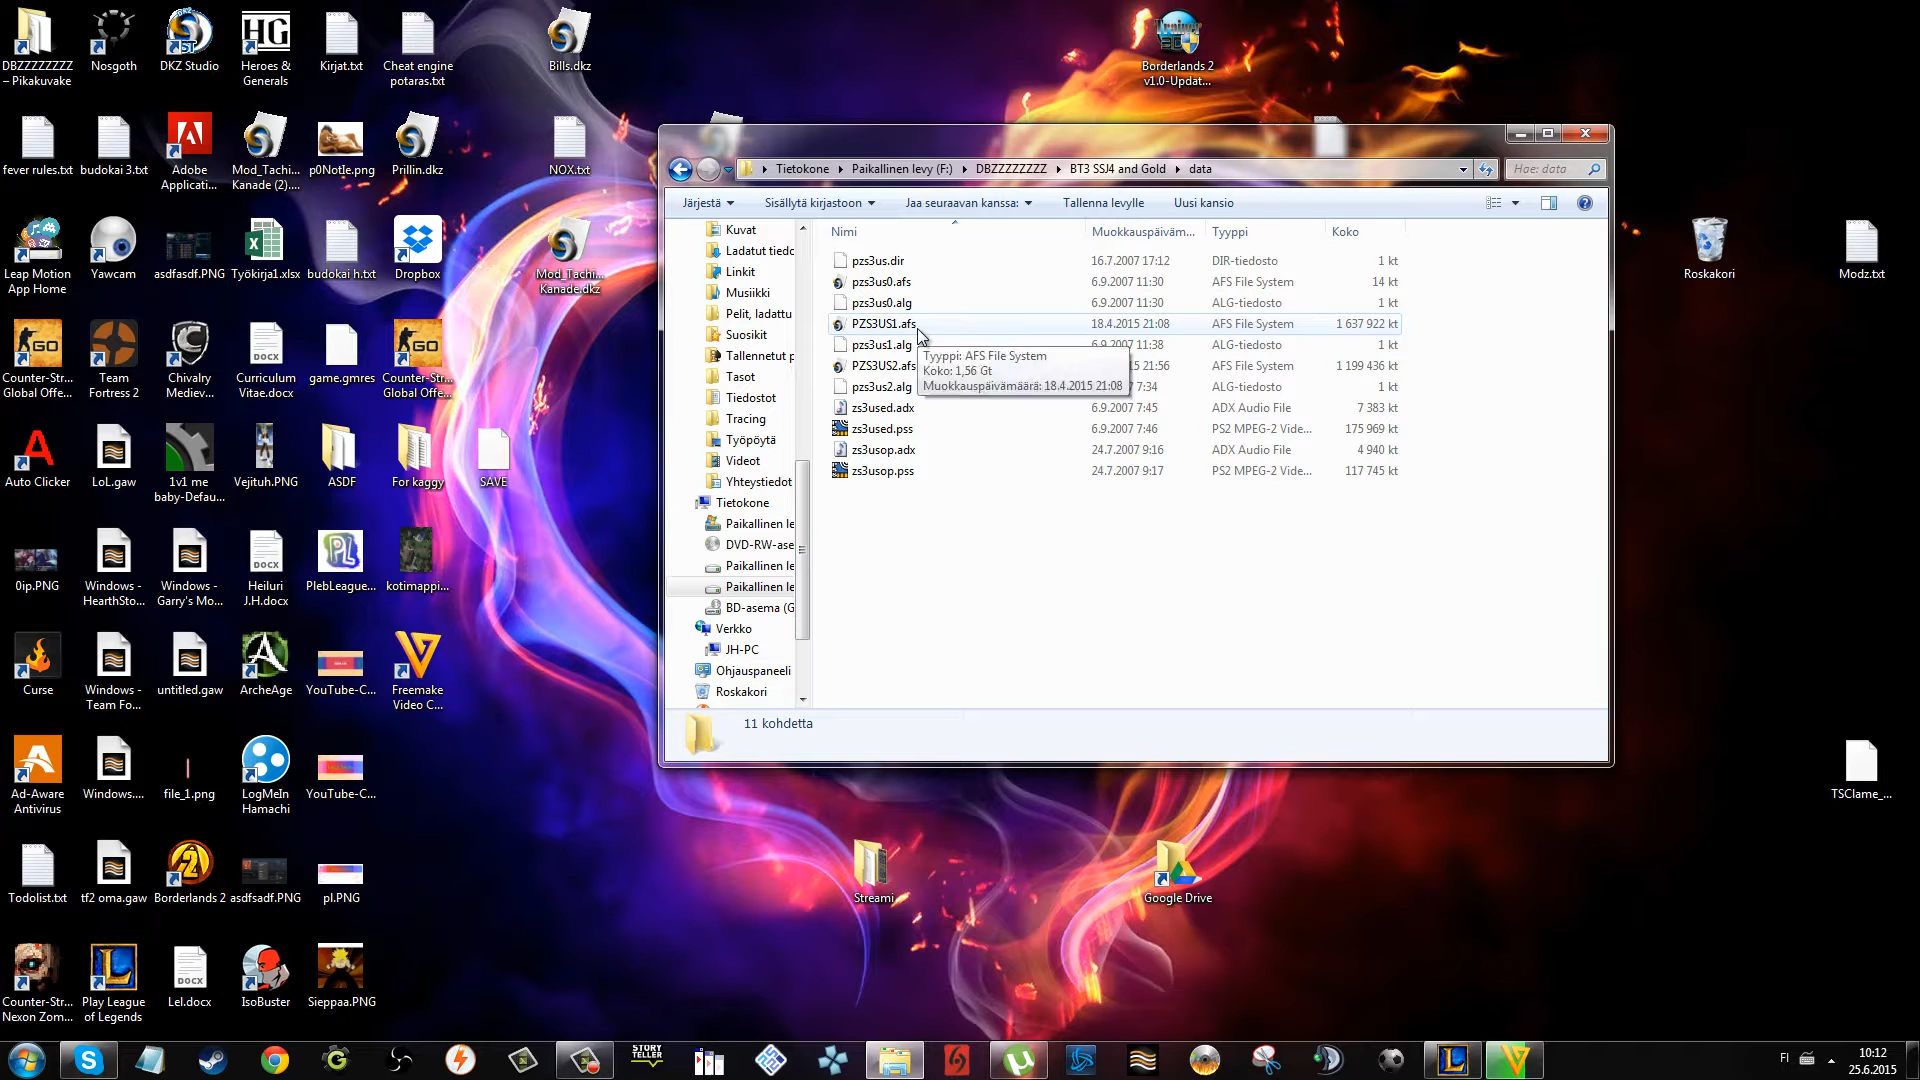 DBZZZZZZZZ
– Pikakuvake
Nosgoth
DKZ Studio
Heroes &
Generals
Kirjat.txt
Cheat engine
potaras.txt
Bills.dkz
Borderlands 2
v1.0-Updat...
fever rules.txt
budokai 3.txt
Adobe
Applicati...
Mod_Tachi...
Kanade (2)....
p0NotIe.png
Prillin.dkz
NOX.txt
Leap Motion
App Home
Yawcam
asdfasdf.PNG
Työkirja1.xlsx
budokai h.txt
Dropbox
Mod_Tachi...
Kanade.dkz
Roskakori
Modz.txt
Counter-Str...
Global Offe...
Team
Fortress 2
Chivalry
Mediev...
Curriculum
Vitae.docx
game.gmres
Counter-Str...
Global Offe...
Auto Clicker
LoL.gaw
1v1 me
baby-Defau...
Vejituh.PNG
ASDF
For kaggy
SAVE
0ip.PNG
Windows -
HearthSto...
Windows -
Garry's Mo...
Heiluri
J.H.docx
PlebLeague...
kotimappi...
Curse
Windows -
Team Fo...
untitled.gaw
ArcheAge
YouTube-C...
Freemake
Video C...
Ad-Aware
Antivirus
Windows....
file_1.png
LogMeIn
Hamachi
YouTube-C...
TSClame_...
Todolist.txt
tf2 oma.gaw
Borderlands 2
asdfsadf.PNG
pl.PNG
Streami
Google Drive
Counter-Str...
Nexon Zom...
Play League
of Legends
Lel.docx
IsoBuster
Sieppaa.PNG
Tietokone
Paikallinen levy (F:)
DBZZZZZZZZ
BT3 SSJ4 and Gold
data
Hae: data
Järjestä
Sisällytä kirjastoon
Jaa seuraavan kanssa:
Tallenna levylle
Uusi kansio
Kuvat
Ladatut tiedo
Linkit
Musiikki
Pelit, ladattu
Suosikit
Tallennetut p
Tasot
Tiedostot
Tracing
Työpöytä
Videot
Yhteystiedot
Tietokone
Paikallinen le
DVD-RW-ase
Paikallinen le
Paikallinen le
BD-asema (G
Verkko
JH-PC
Ohjauspaneeli
Roskakori
Nimi Muokkauspäiväm... Tyyppi Koko
pzs3us.dir 16.7.2007 17:12 DIR-tiedosto 1 kt
pzs3us0.afs 6.9.2007 11:30 AFS File System 14 kt
pzs3us0.alg 6.9.2007 11:30 ALG-tiedosto 1 kt
PZS3US1.afs 18.4.2015 21:08 AFS File System 1 637 922 kt
pzs3us1.alg 6.9.2007 11:38 ALG-tiedosto 1 kt
PZS3US2.afs 15 21:56 AFS File System 1 199 436 kt
pzs3us2.alg 7 7:34 ALG-tiedosto 1 kt
zs3used.adx 6.9.2007 7:45 ADX Audio File 7 383 kt
zs3used.pss 6.9.2007 7:46 PS2 MPEG-2 Vide... 175 969 kt
zs3usop.adx 24.7.2007 9:16 ADX Audio File 4 940 kt
zs3usop.pss 24.7.2007 9:17 PS2 MPEG-2 Vide... 117 745 kt
Tyyppi: AFS File System
Koko: 1,56 Gt
Muokkauspäivämäärä: 18.4.2015 21:08
11 kohdetta
STORY
TELLER
FI
10:12
25.6.2015